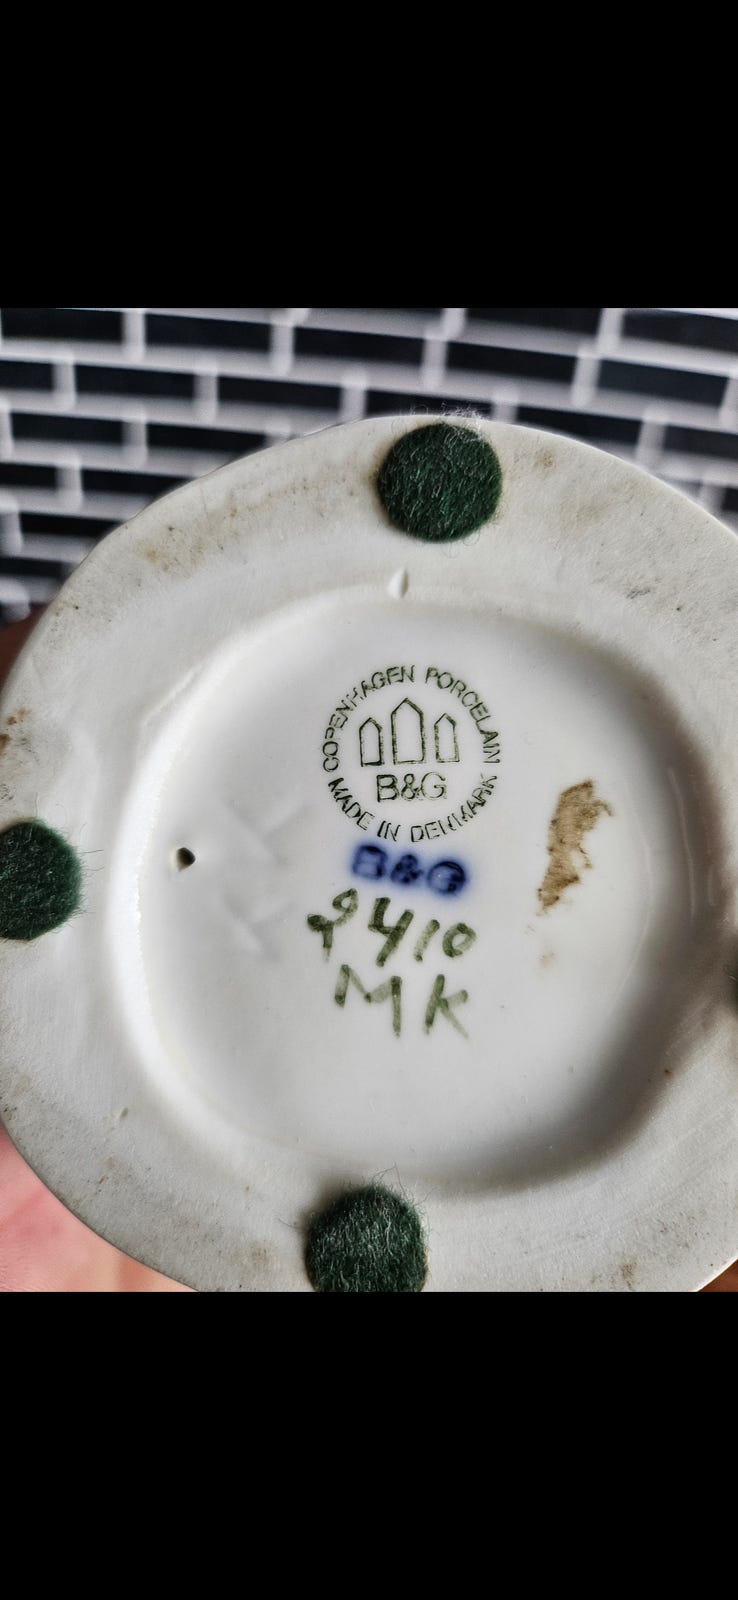 COPENHAGEN PORCELAIN
B&G
MADE IN DENMARK
B&G
2410
MK